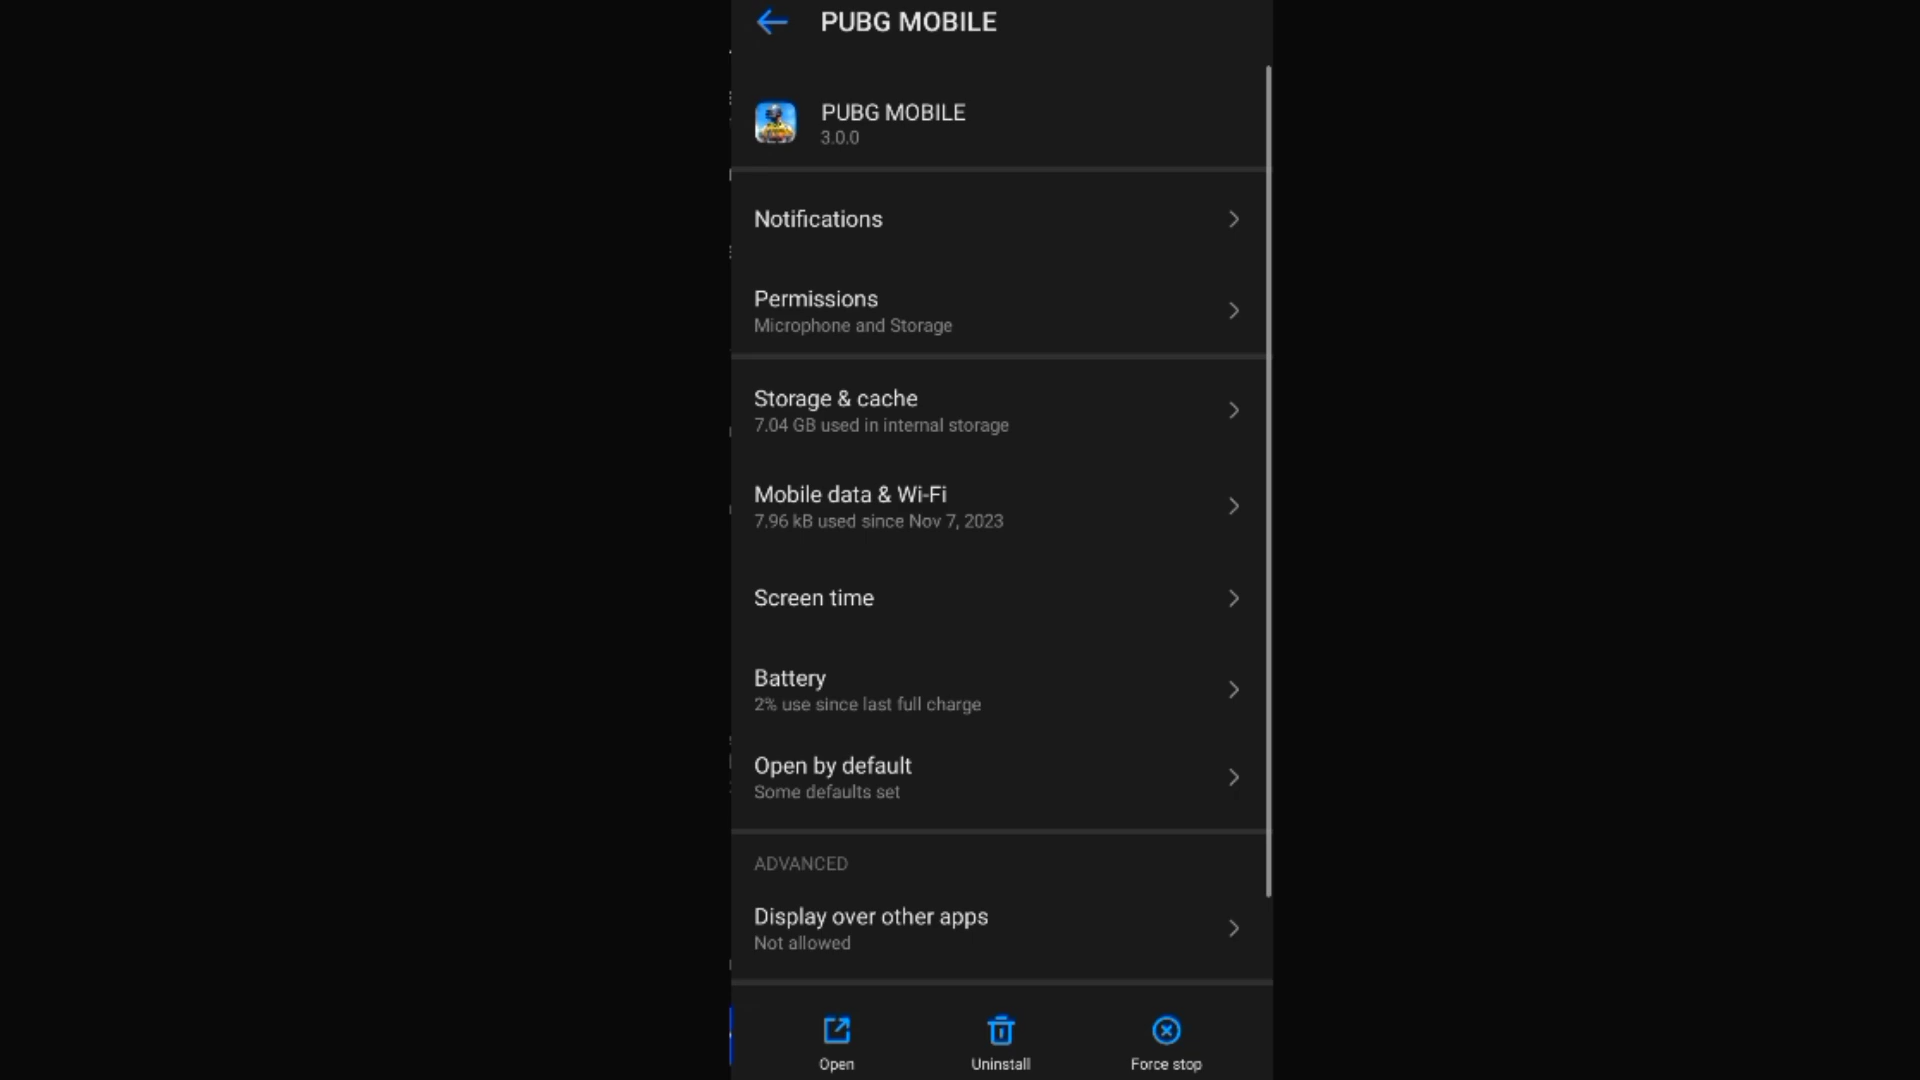 PUBG MOBILE
PUBG MOBILE
3.0.0
Notifications
Permissions
Microphone and Storage
Storage & cache
7.04 GB used in internal storage
Mobile data & Wi-Fi
7.96 kB used since Nov 7, 2023
Screen time
Battery
2% use since last full charge
Open by default
Some defaults set
ADVANCED
Display over other apps
Not allowed
Open
Uninstall
Force stop